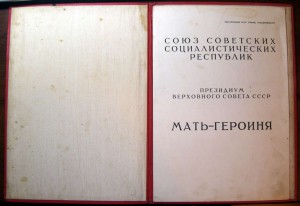 СОЮЗ СОВЕТСКИХ
СОЦИАЛИСТИЧЕСКИХ
РЕСПУБЛИК
ПРЕЗИДИУМ
ВЕРХОВНОГО СОВЕТА СССР
МАТЬ-ГЕРОИНЯ